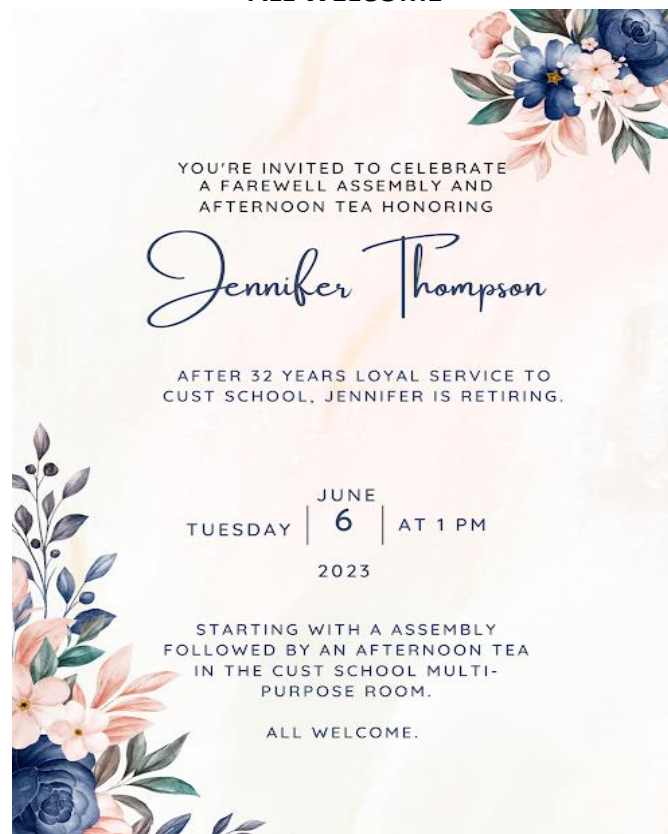 ALL WELCOME
YOU'RE INVITED TO CELEBRATE
A FAREWELL ASSEMBLY AND
AFTERNOON TEA HONORING
Jennifer Thompson
AFTER 32 YEARS LOYAL SERVICE TO
CUST SCHOOL, JENNIFER IS RETIRING.
JUNE
TUESDAY 6 AT 1 PM
2023
STARTING WITH A ASSEMBLY
FOLLOWED BY AN AFTERNOON TEA
IN THE CUST SCHOOL MULTI-
PURPOSE ROOM.
ALL WELCOME.